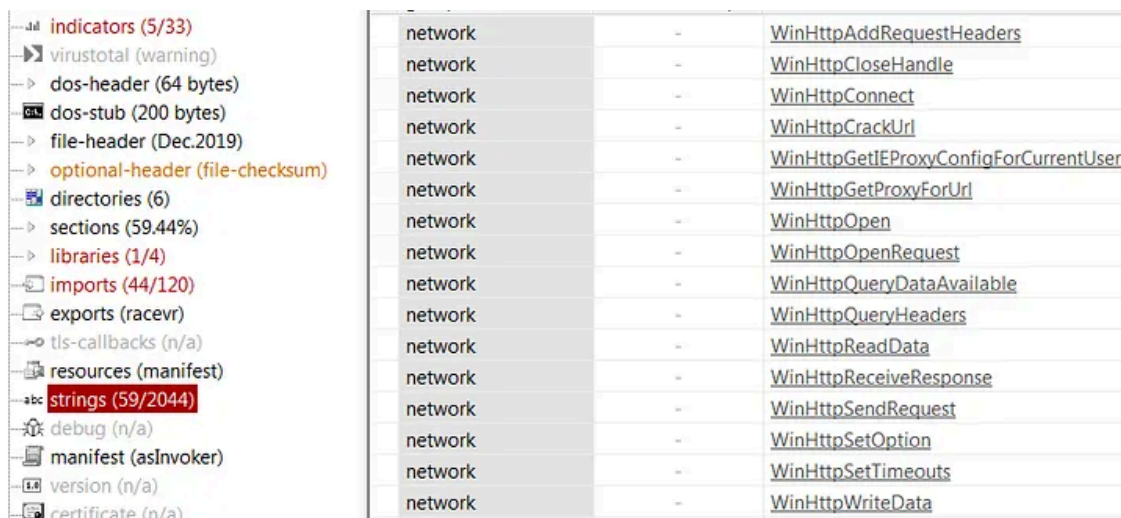 indicators (5/33)
virustotal (warning)
dos-header (64 bytes)
dos-stub (200 bytes)
file-header (Dec.2019)
optional-header (file-checksum)
directories (6)
sections (59.44%)
libraries (1/4)
imports (44/120)
exports (racevr)
tls-callbacks (n/a)
resources (manifest)
abc strings (59/2044)
debug (n/a)
manifest (asInvoker)
1.0 version (n/a)
certificate (n/a)
network - WinHttpAddRequestHeaders
network - WinHttpCloseHandle
network - WinHttpConnect
network - WinHttpCrackUrl
network - WinHttpGetIEProxyConfigForCurrentUser
network - WinHttpGetProxyForUrl
network - WinHttpOpen
network - WinHttpOpenRequest
network - WinHttpQueryDataAvailable
network - WinHttpQueryHeaders
network - WinHttpReadData
network - WinHttpReceiveResponse
network - WinHttpSendRequest
network - WinHttpSetOption
network - WinHttpSetTimeouts
network - WinHttpWriteData